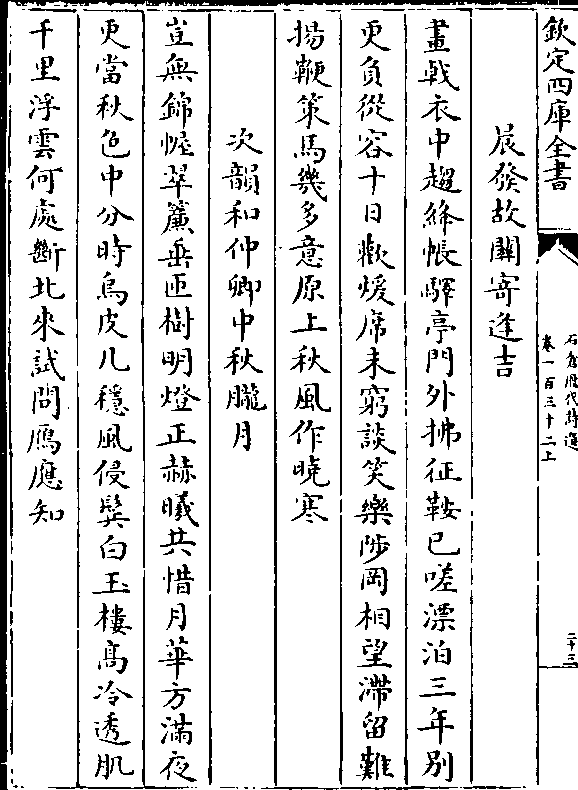 欽定四庫全書
石倉歷代詩選
卷一百三十二上
二十三
辰發故關寄逢吉
畫戟衣中趨絳帳驛亭門外拂征鞍已嗟漂泊三年別
更負從容十日歡煖席未窮談笑樂陟岡相望滯留難
揚鞭策馬幾多意原上秋風作曉寒
次韻和仲卿中秋朧月
豈無錦幄翠簾垂匝樹明燈正赫曦共惜月華方滿夜
更當秋色中分時烏皮几穩風侵鬓白玉樓髙冷透肌
千里浮雲何處斷北來試問鴈應知